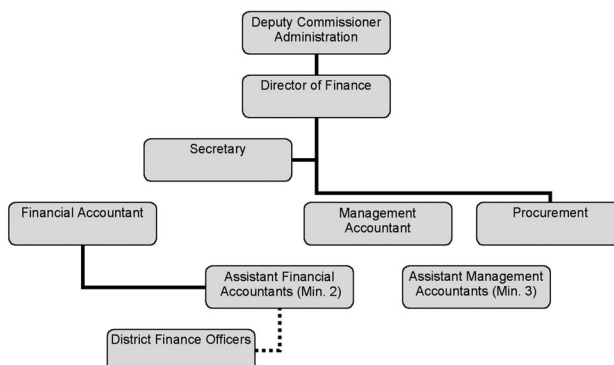 Deputy Commissioner
Administration
Director of Finance
Secretary
Financial Accountant
Management
Accountant
Procurement
Assistant Financial
Accountants (Min. 2)
Assistant Management
Accountants (Min. 3)
District Finance Officers